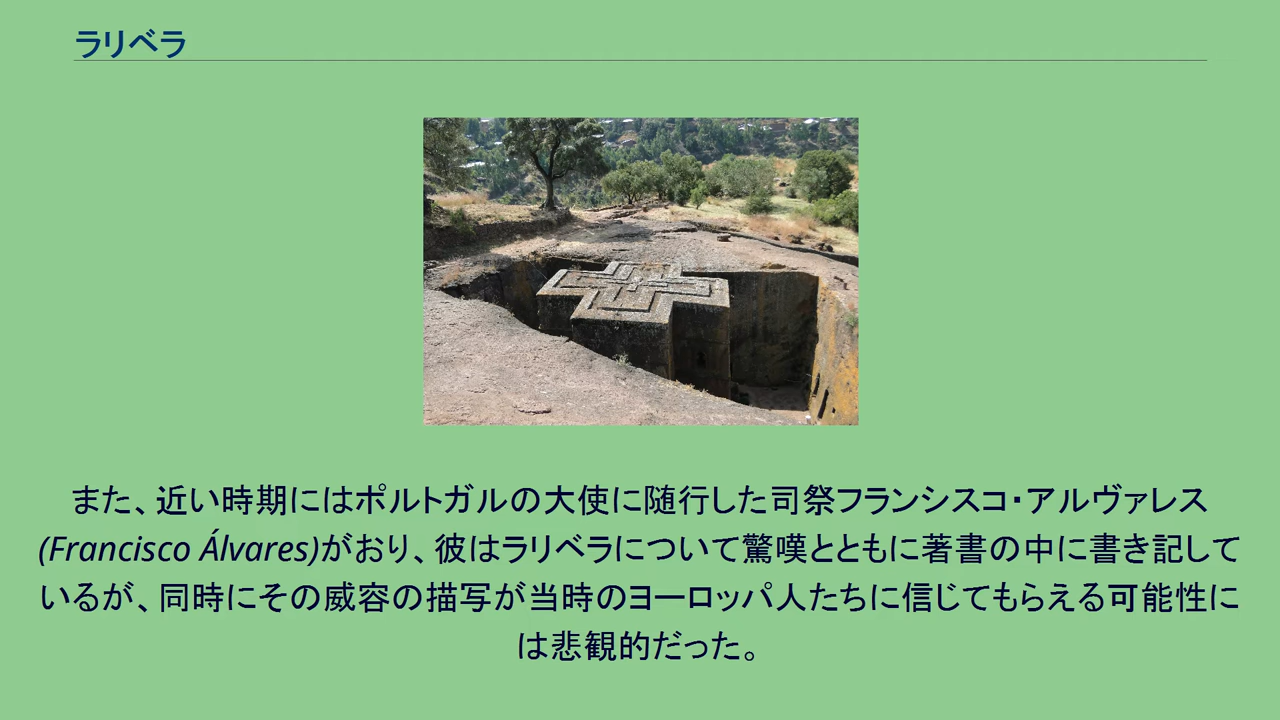 ラリベラ
また、近い時期にはポルトガルの大使に随行した司祭フランシスコ・アルヴァレス
(Francisco Álvares)がおり、彼はラリベラについて驚嘆とともに著書の中に書き記して
いるが、同時にその威容の描写が当時のヨーロッパ人たちに信じてもらえる可能性に
は悲観的だった。